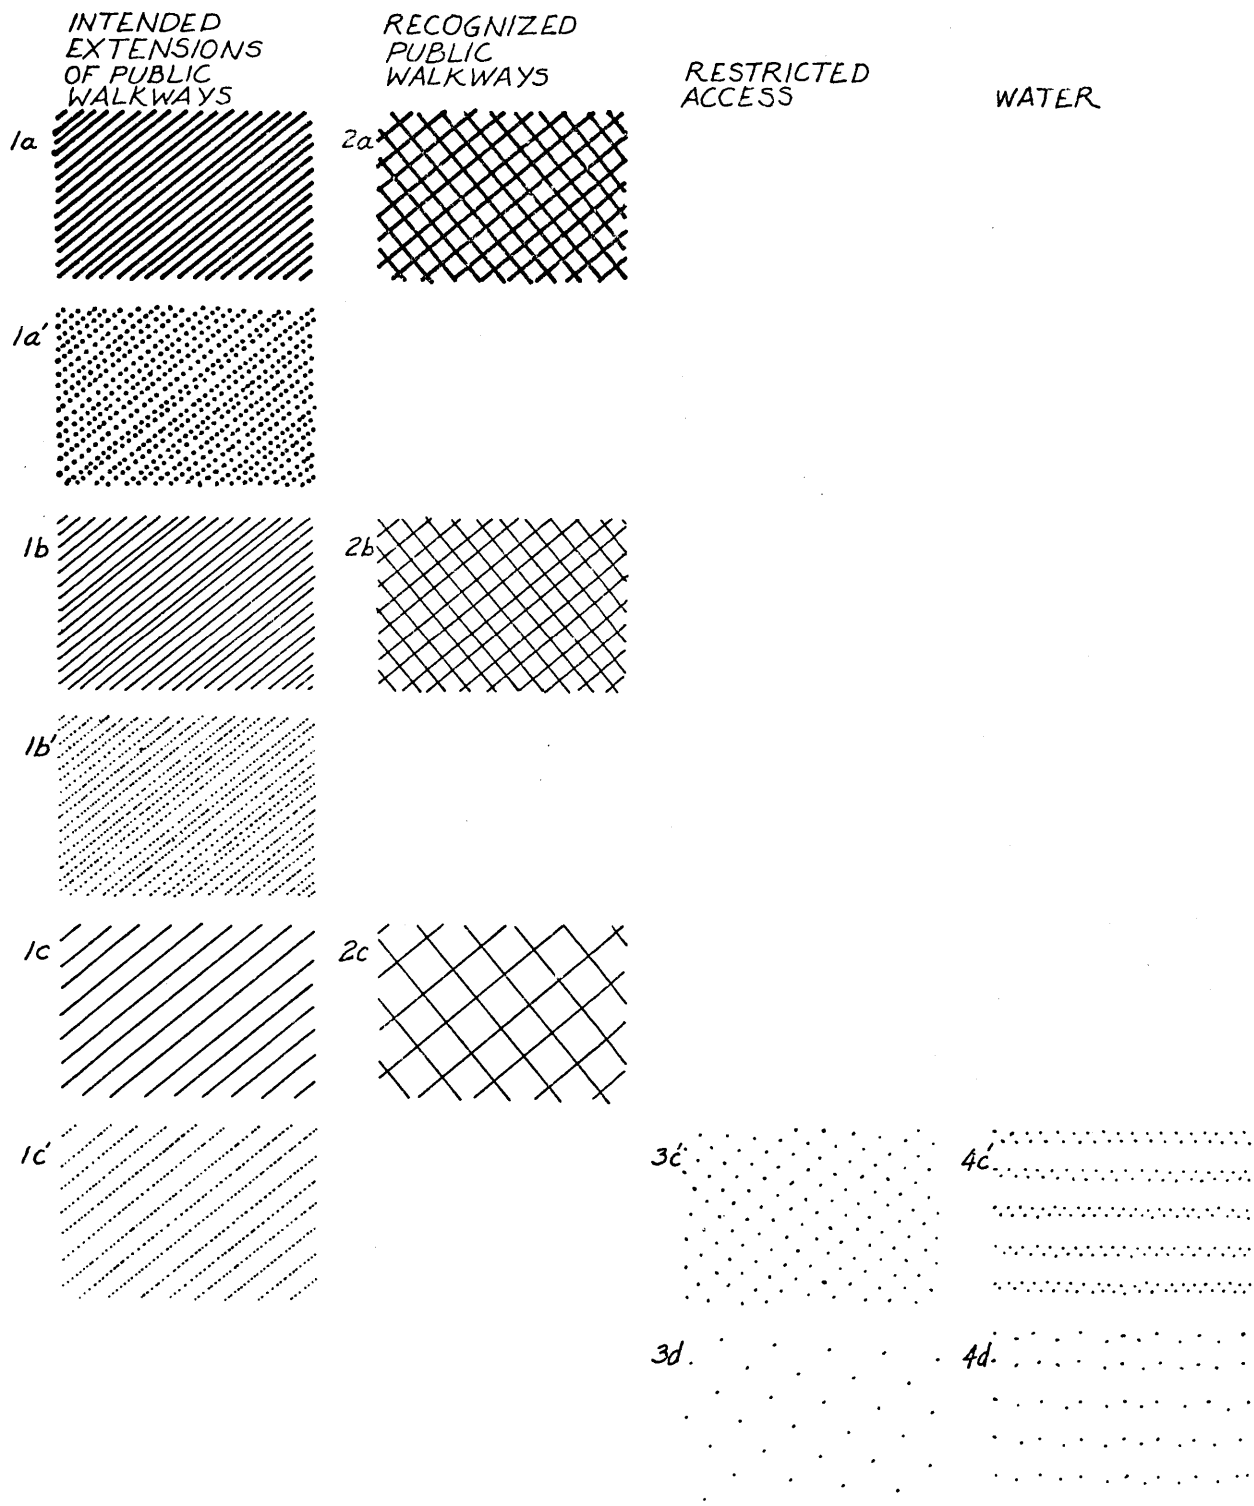 INTENDED
EXTENSIONS
OF PUBLIC
WALKWAYS
RECOGNIZED
PUBLIC
WALKWAYS
RESTRICTED
ACCESS
WATER
1a
2a
1a'
1b
2b
1b'
1c
2c
1c'
3c'
4c'
3d
4d